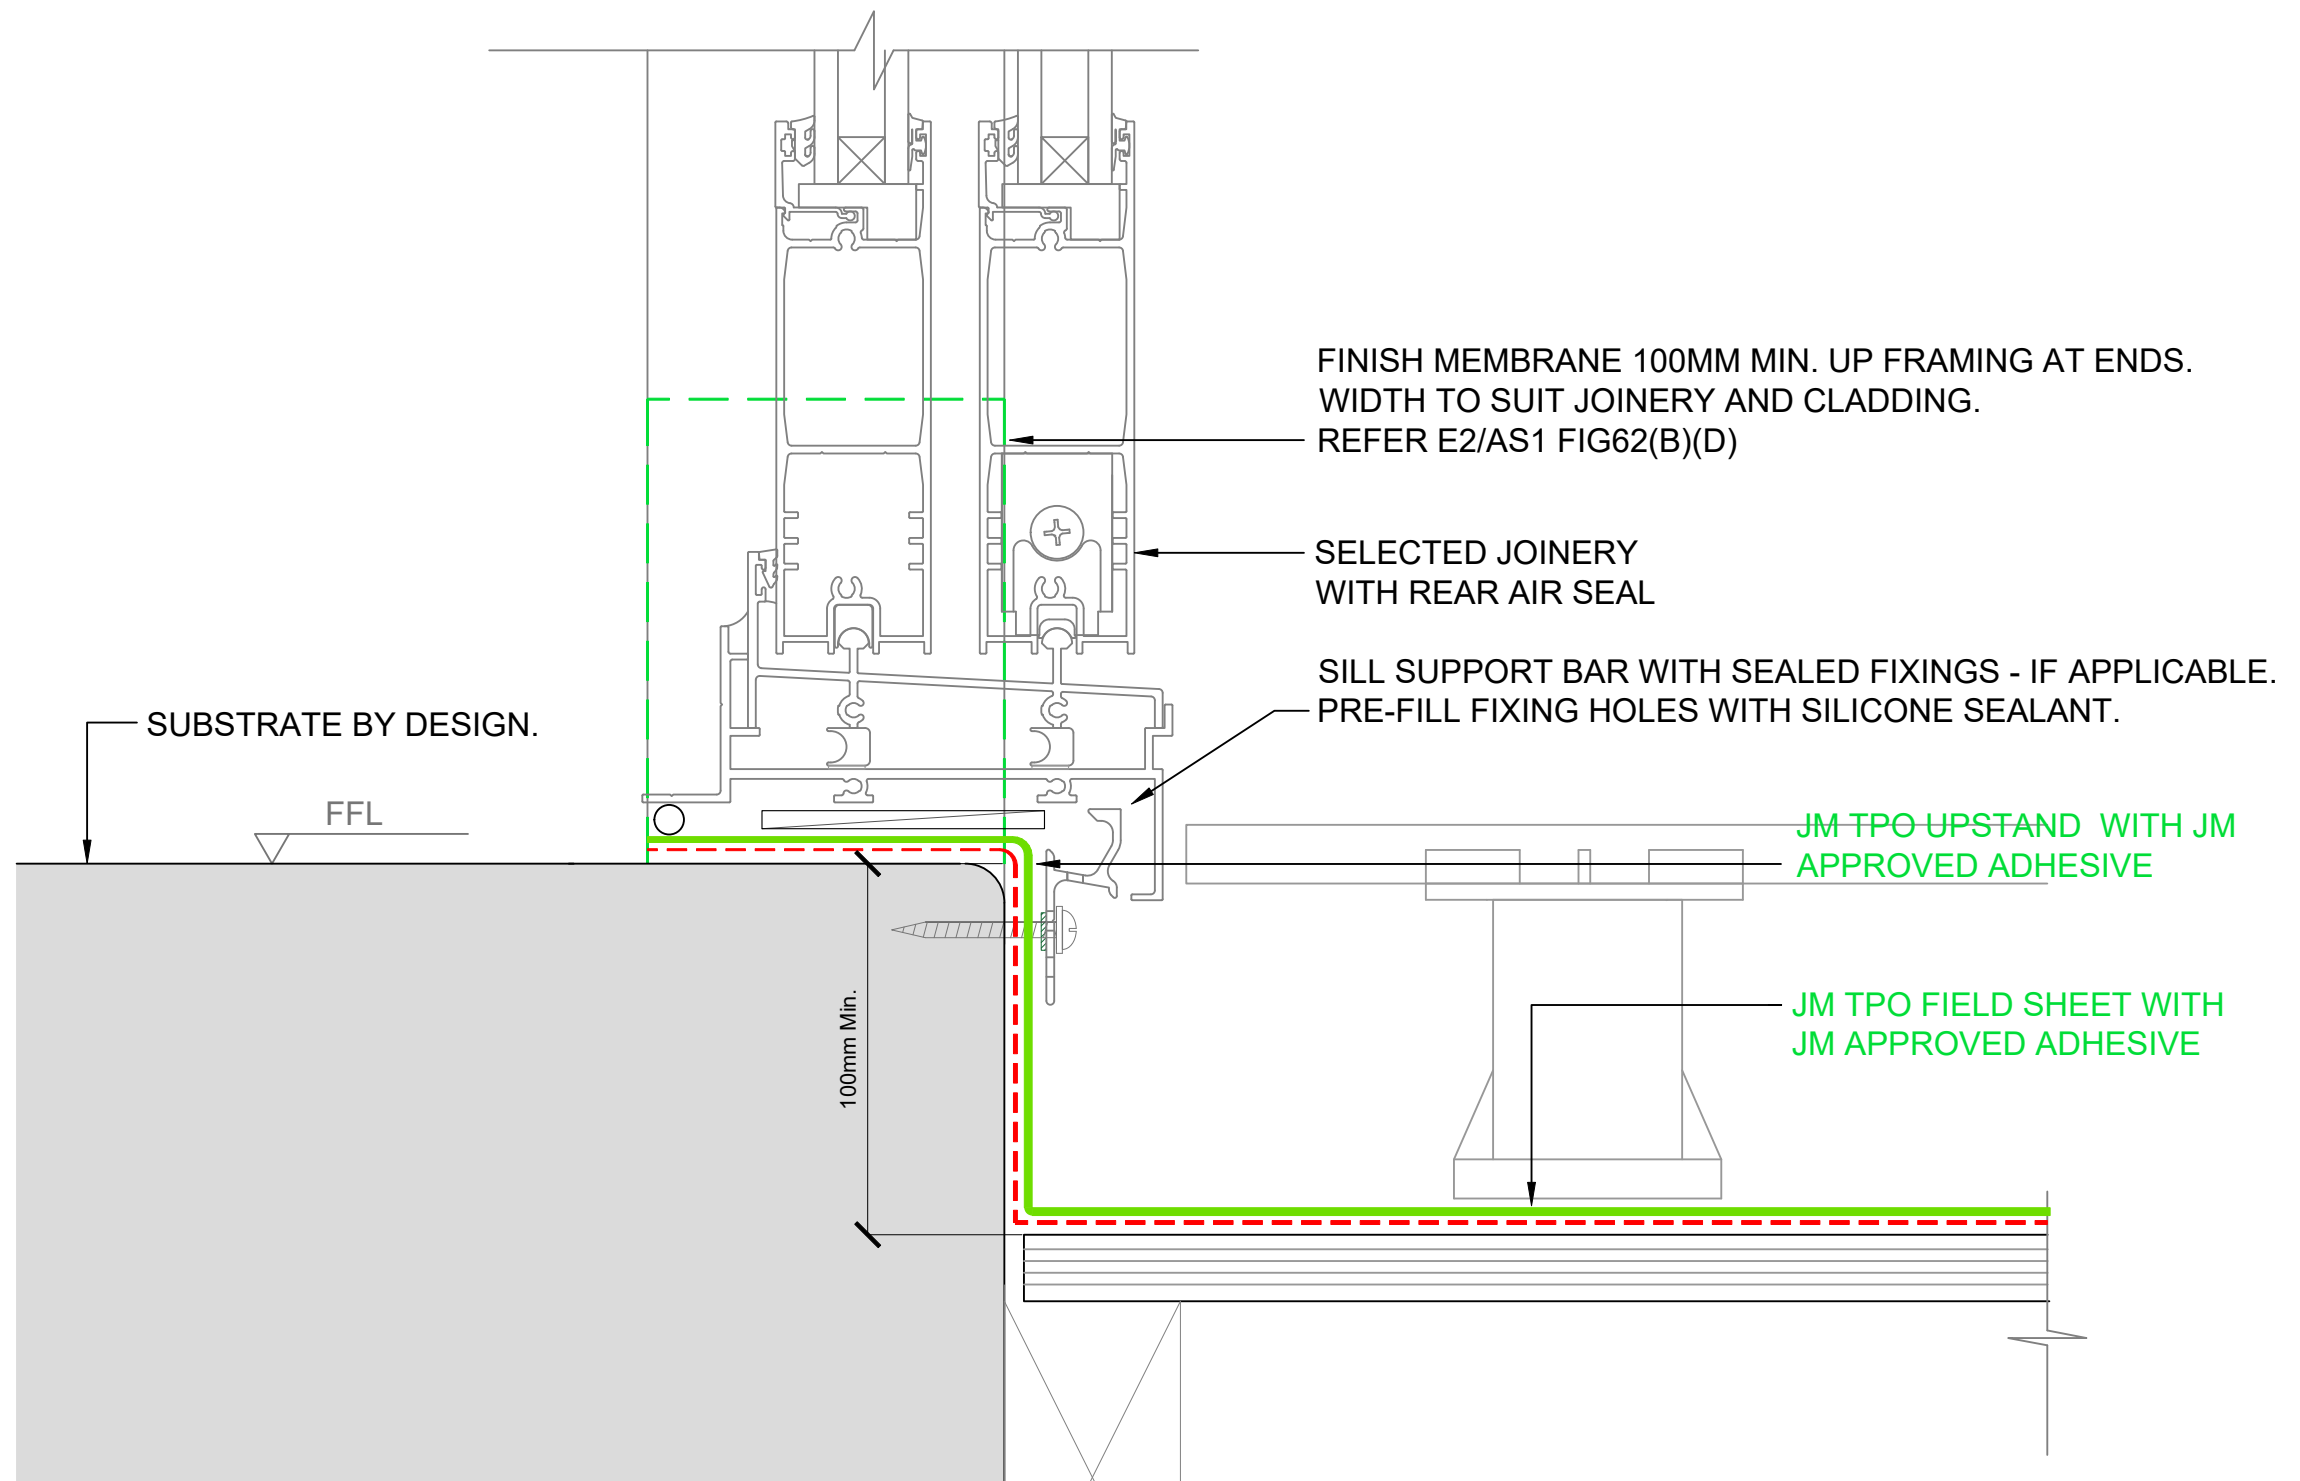 FINISH MEMBRANE 100MM MIN. UP FRAMING AT ENDS.
WIDTH TO SUIT JOINERY AND CLADDING.
REFER E2/AS1 FIG62(B)(D)
SELECTED JOINERY
WITH REAR AIR SEAL
SILL SUPPORT BAR WITH SEALED FIXINGS - IF APPLICABLE.
PRE-FILL FIXING HOLES WITH SILICONE SEALANT.
SUBSTRATE BY DESIGN.
FFL
JM TPO UPSTAND  WITH JM
APPROVED ADHESIVE
100mm Min.
JM TPO FIELD SHEET WITH
JM APPROVED ADHESIVE